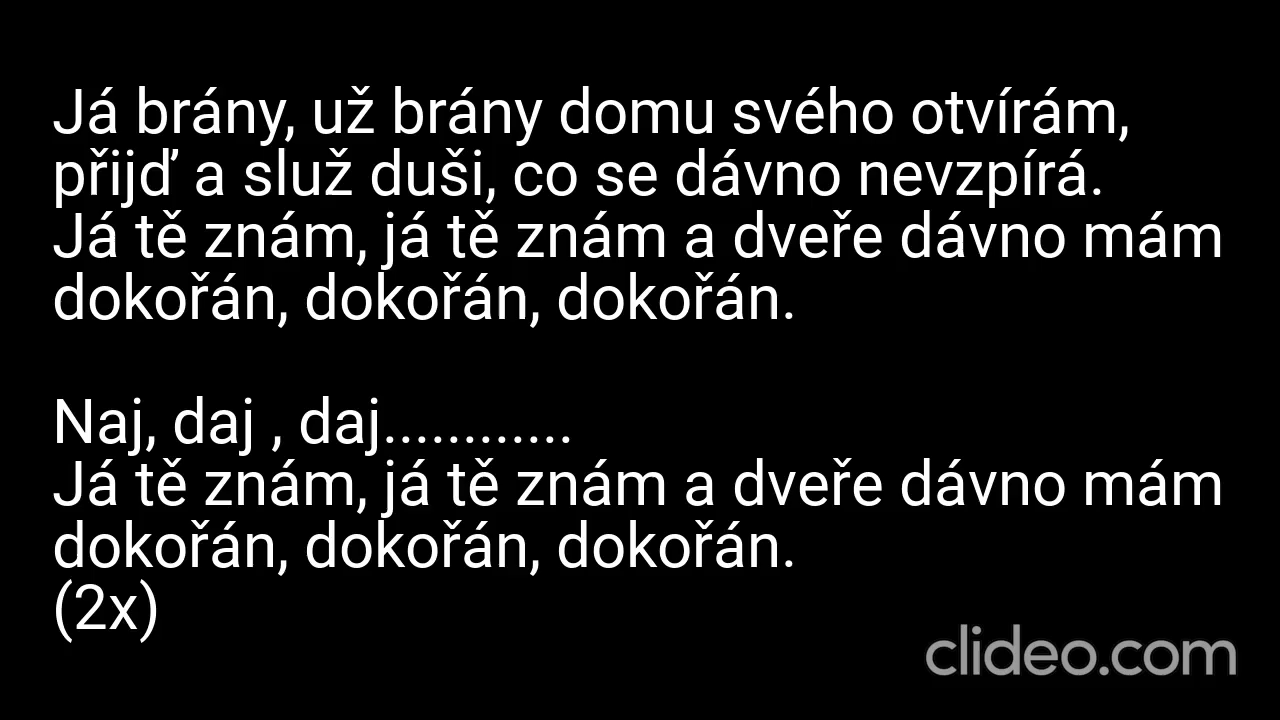 Já brány, už brány domu svého otvírám,
přijď a služ duši, co se dávno nevzpírá.
Já tě znám, já tě znám a dveře dávno mám
dokořán, dokořán, dokořán.
Naj, daj , daj............
Já tě znám, já tě znám a dveře dávno mám
dokořán, dokořán, dokořán.
(2x)
clideo.com